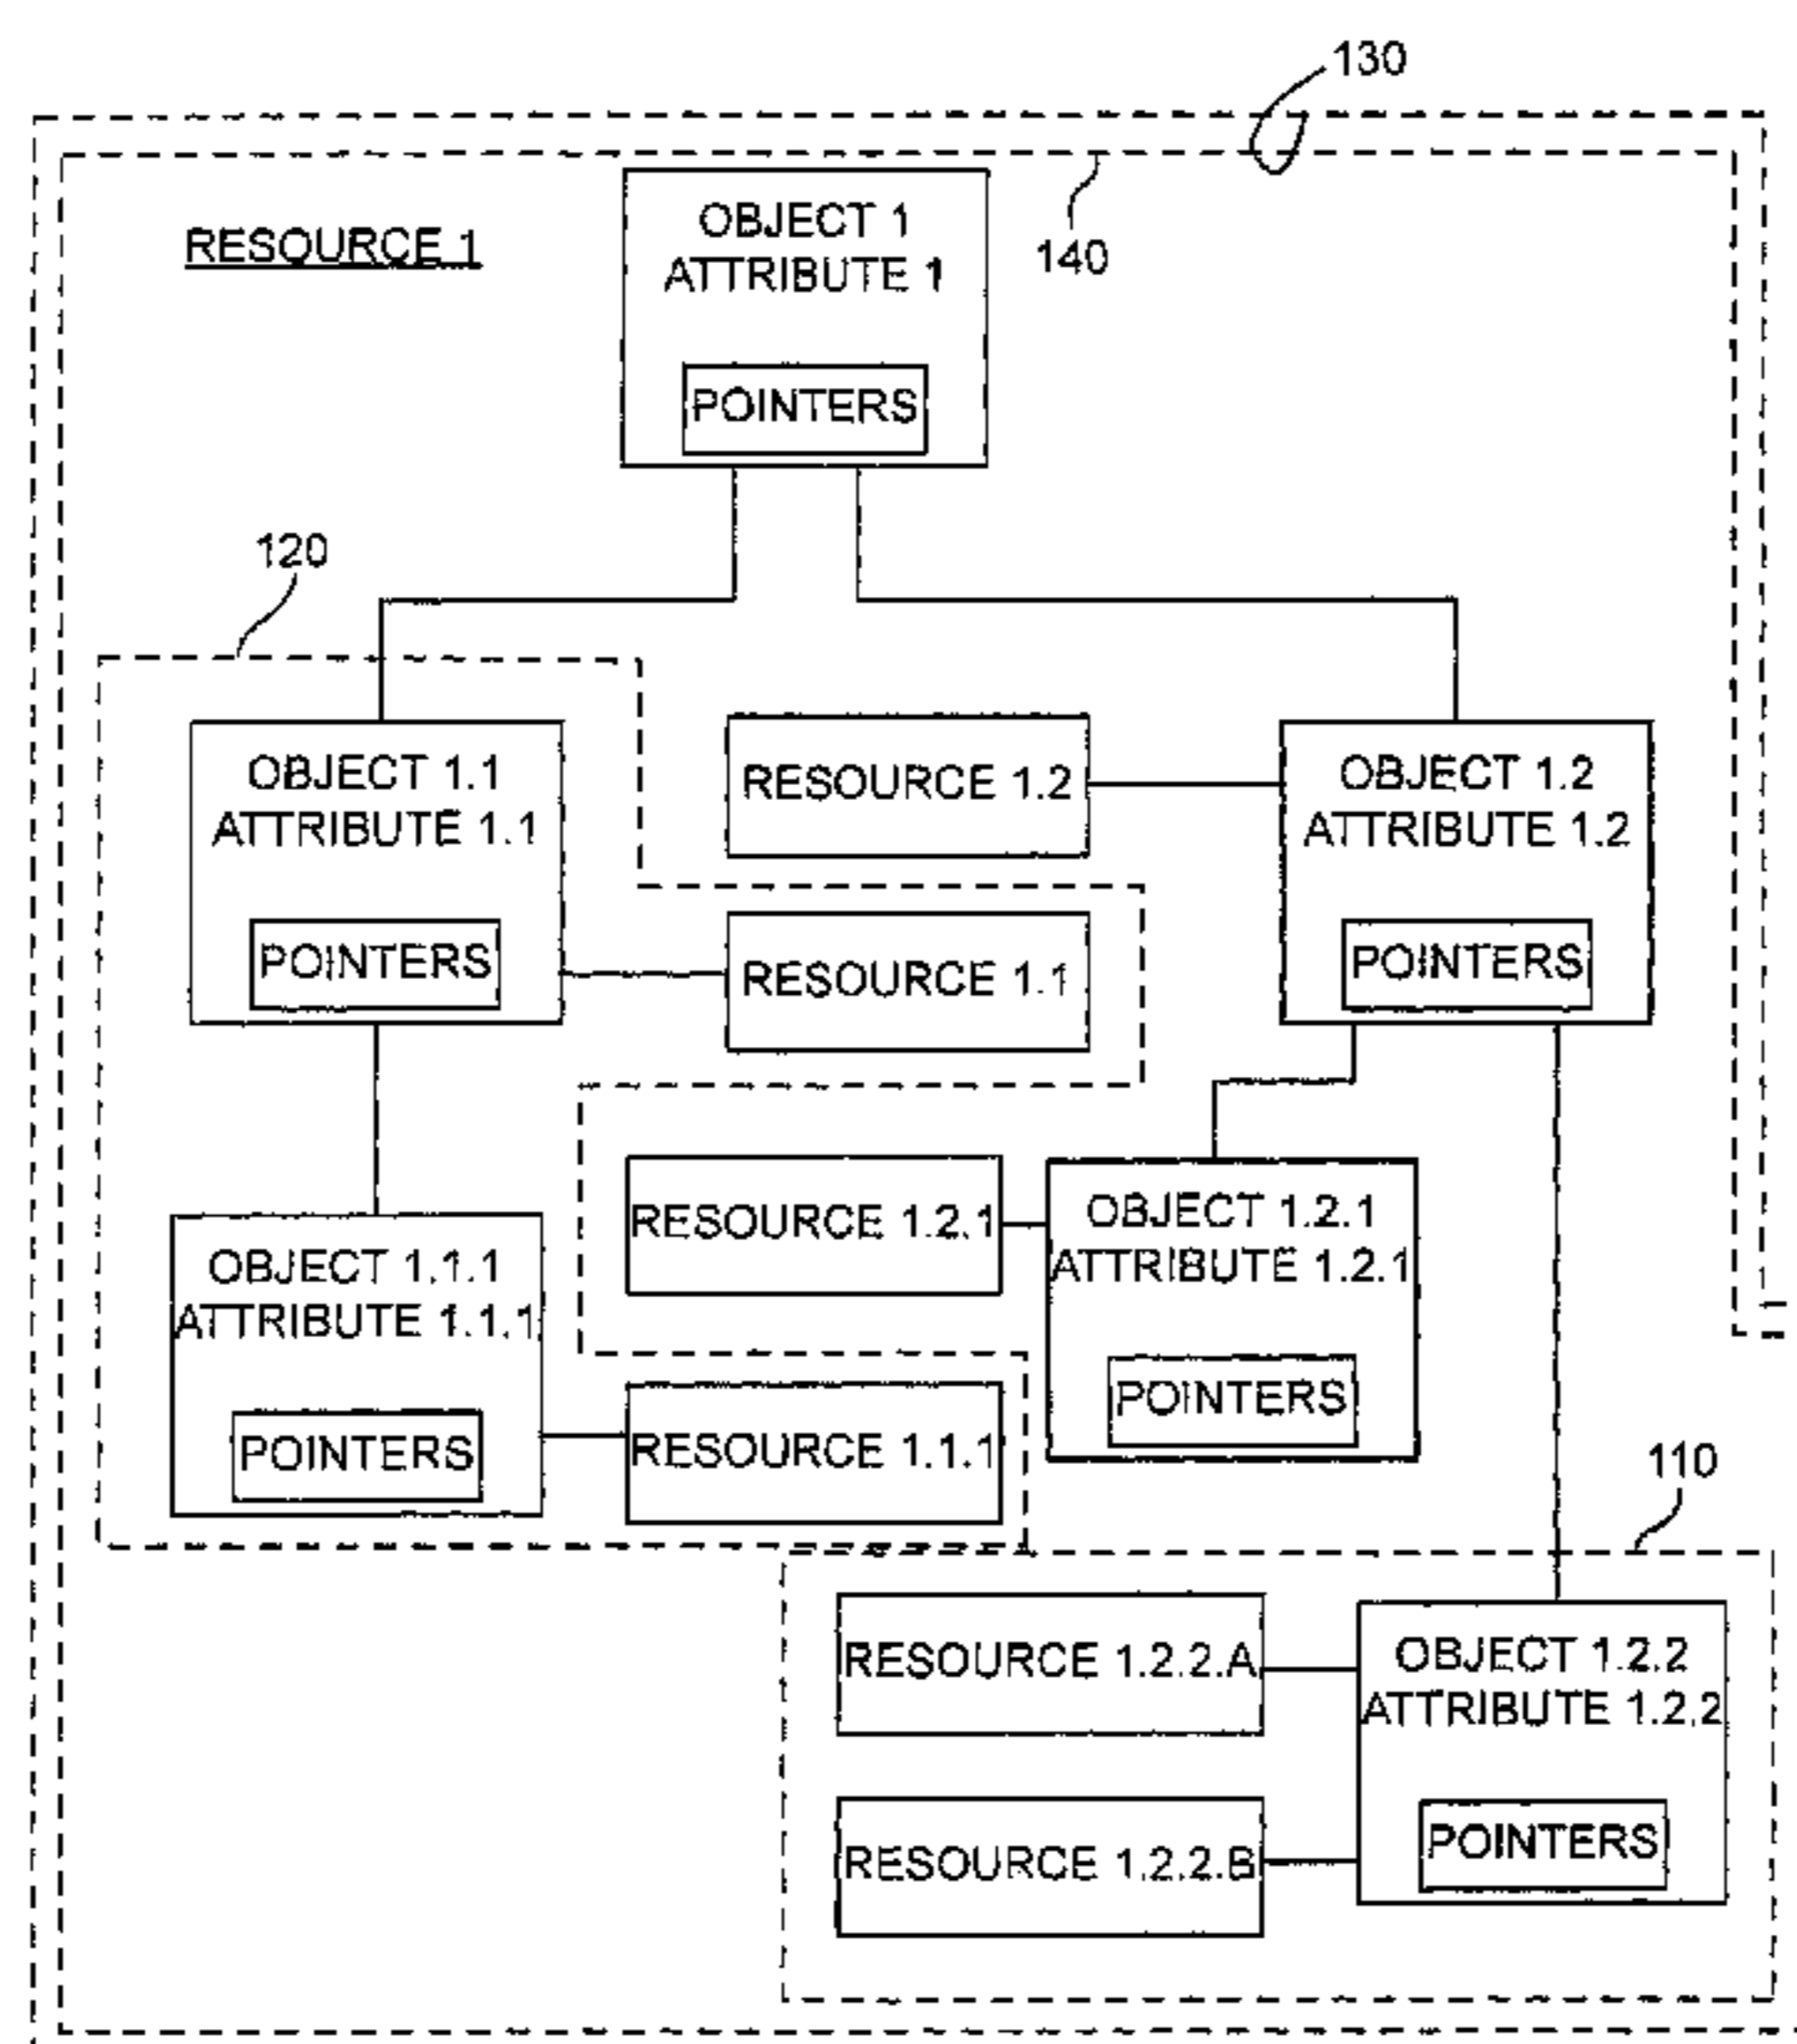 130
140
RESOURCE 1
OBJECT 1
ATTRIBUTE 1
POINTERS
120
OBJECT 1.1
ATTRIBUTE 1.1
POINTERS
RESOURCE 1.2
RESOURCE 1.1
OBJECT 1.2
ATTRIBUTE 1.2
POINTERS
OBJECT 1.1.1
ATTRIBUTE 1.1.1
POINTERS
RESOURCE 1.2.1
RESOURCE 1.1.1
OBJECT 1.2.1
ATTRIBUTE 1.2.1
POINTERS
110
RESOURCE 1.2.2.A
RESOURCE 1.2.2.B
OBJECT 1.2.2
ATTRIBUTE 1.2.2
POINTERS